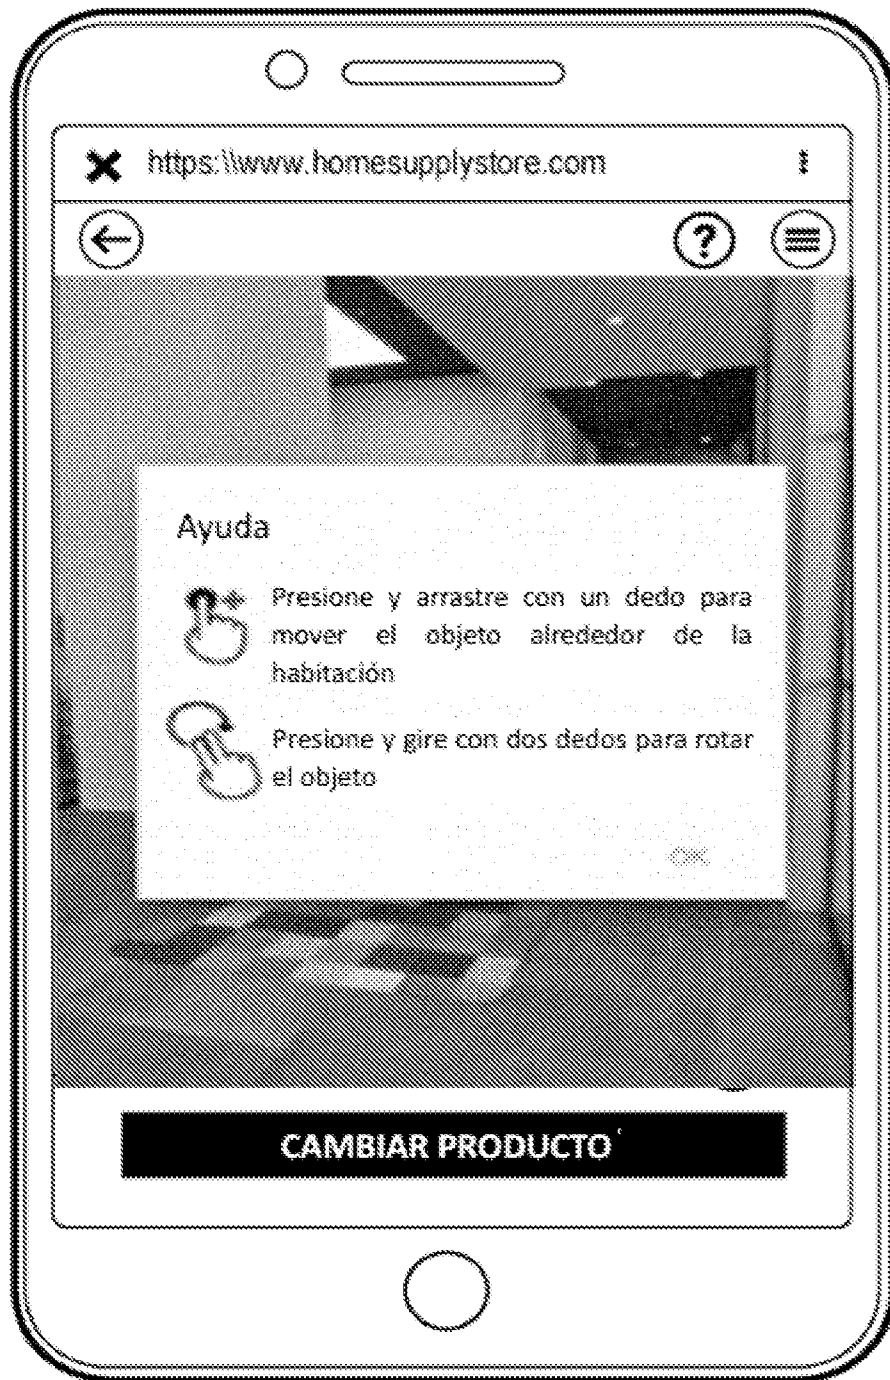 https:\\www.homesupplystore.com
?
Ayuda
Presione y arrastre con un dedo para
mover el objeto alrededor de la
habitación
Presione y gire con dos dedos para rotar
el objeto
OK
CAMBIAR PRODUCTO